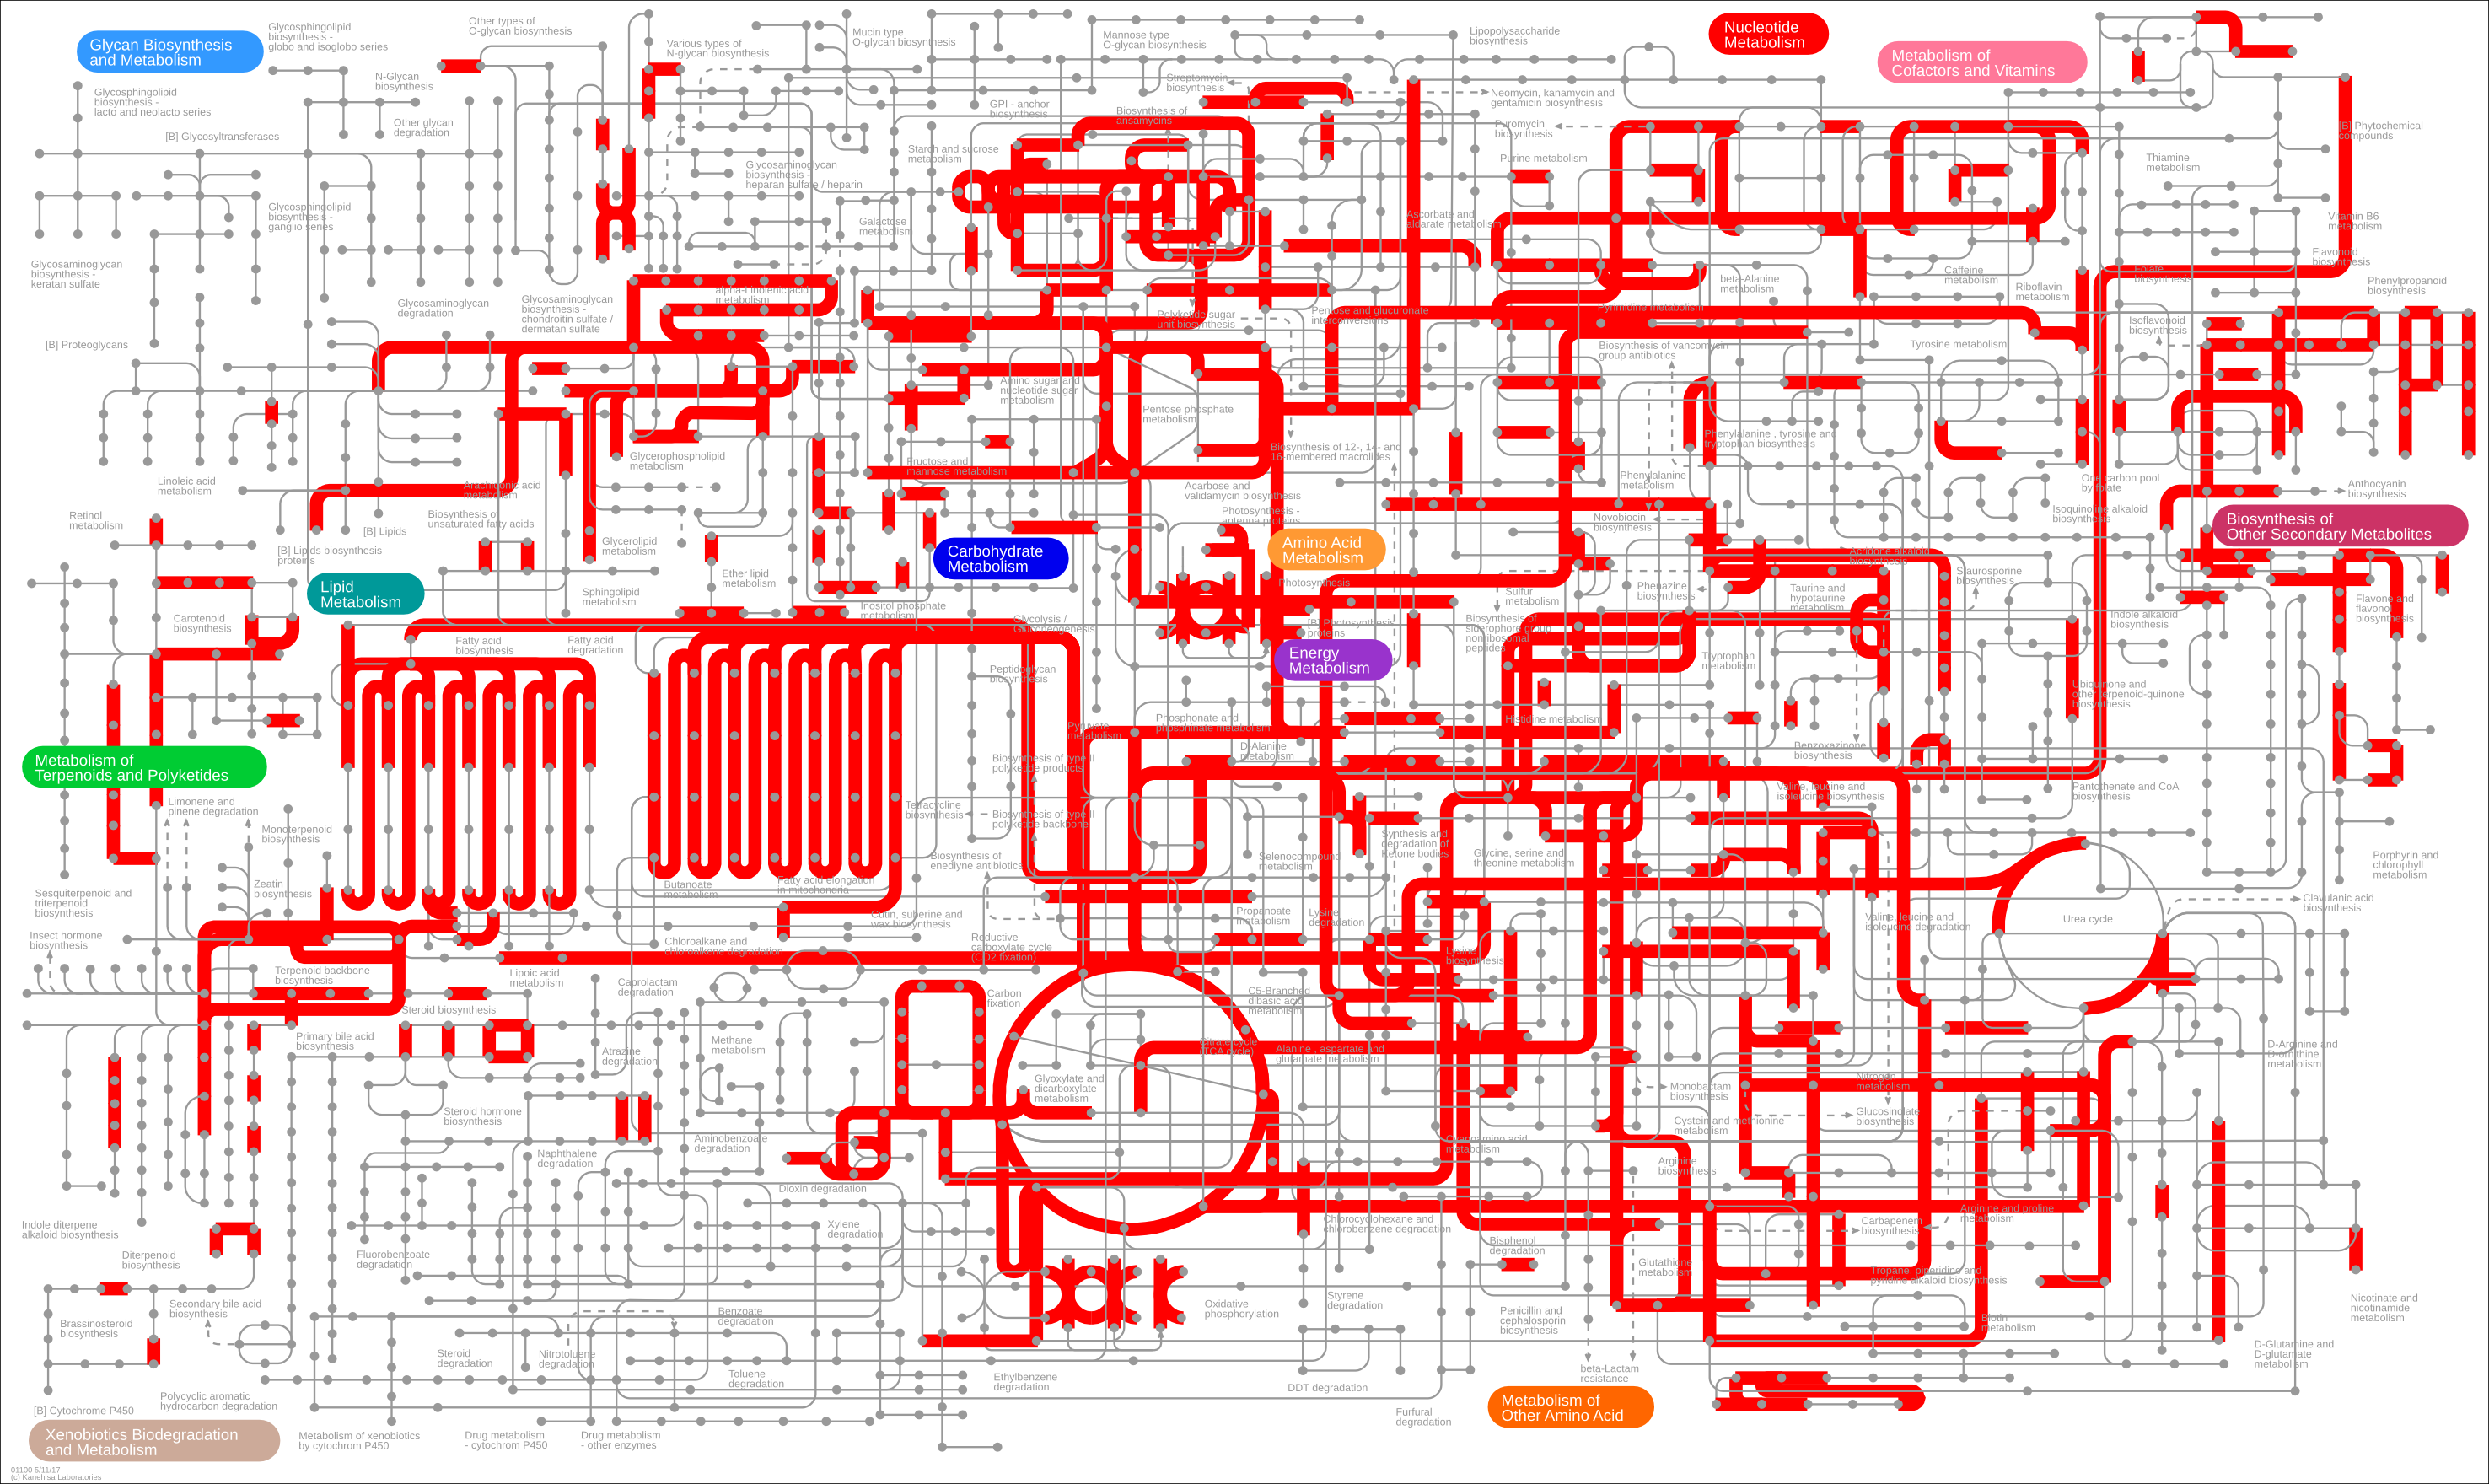 Glycan Biosynthesis
and Metabolism
Glycosphingolipid
biosynthesis -
globo and isoglobo series
Other types of
O-glycan biosynthesis
Various types of
N-glycan biosynthesis
Mucin type
O-glycan biosynthesis
Mannose type
O-glycan biosynthesis
Lipopolysaccharide
biosynthesis
Nucleotide
Metabolism
Metabolism of
Cofactors and Vitamins
N-Glycan
biosynthesis
Glycosphingolipid
biosynthesis -
lacto and neolacto series
[B] Glycosyltransferases
Other glycan
degradation
GPI - anchor
biosynthesis
Streptomycin
biosynthesis
Biosynthesis of
ansamycins
Neomycin, kanamycin and
gentamicin biosynthesis
Puromycin
biosynthesis
[B] Phytochemical
compounds
Starch and sucrose
metabolism
Purine metabolism
Thiamine
metabolism
Glycosaminoglycan
biosynthesis -
heparan sulfate / heparin
Glycosphingolipid
biosynthesis -
ganglio series
Galactose
metabolism
Ascorbate and
aldarate metabolism
Vitamin B6
metabolism
Glycosaminoglycan
biosynthesis -
keratan sulfate
Flavonoid
biosynthesis
Folate
biosynthesis
Caffeine
metabolism
beta-Alanine
metabolism
Riboflavin
metabolism
Phenylpropanoid
biosynthesis
Glycosaminoglycan
degradation
Glycosaminoglycan
biosynthesis -
chondroitin sulfate /
dermatan sulfate
alpha-Linolenic acid
metabolism
Polyketide sugar
unit biosynthesis
Pentose and glucuronate
interconversions
Pyrimidine metabolism
Isoflavonoid
biosynthesis
[B] Proteoglycans
Biosynthesis of vancomycin
group antibiotics
Tyrosine metabolism
Amino sugar and
nucleotide sugar
metabolism
Pentose phosphate
metabolism
Phenylalanine , tyrosine and
tryptophan biosynthesis
Biosynthesis of 12-, 14- and
16-membered macrolides
Glycerophospholipid
metabolism
Fructose and
mannose metabolism
Phenylalanine
metabolism
One carbon pool
by folate
Linoleic acid
metabolism
Arachidonic acid
metabolism
Acarbose and
validamycin biosynthesis
Anthocyanin
biosynthesis
Retinol
metabolism
Biosynthesis of
unsaturated fatty acids
[B] Lipids
Photosynthesis -
antenna proteins
Novobiocin
biosynthesis
Isoquinoline alkaloid
biosynthesis
Biosynthesis of
Other Secondary Metabolites
[B] Lipids biosynthesis
proteins
Glycerolipid
metabolism
Carbohydrate
Metabolism
Amino Acid
Metabolism
Acridone alkaloid
biosynthesis
Lipid
Metabolism
Ether lipid
metabolism
Sphingolipid
metabolism
Photosynthesis
Sulfur
metabolism
Phenazine
biosynthesis
Taurine and
hypotaurine
metabolism
Staurosporine
biosynthesis
Flavone and
flavonol
biosynthesis
Inositol phosphate
metabolism
Carotenoid
biosynthesis
Glycolysis /
Gluconeogenesis
[B] Photosynthesis
proteins
Biosynthesis of
siderophore group
nonribosomal
peptides
Indole alkaloid
biosynthesis
Fatty acid
biosynthesis
Fatty acid
degradation
Energy
Metabolism
Tryptophan
metabolism
Peptidoglycan
biosynthesis
Ubiquinone and
other terpenoid-quinone
biosynthesis
Pyruvate
metabolism
Phosphonate and
phosphinate metabolism
Histidine metabolism
D-Alanine
metabolism
Benzoxazinone
biosynthesis
Metabolism of
Terpenoids and Polyketides
Biosynthesis of type II
polyketide products
Valine, leucine and
isoleucine biosynthesis
Pantothenate and CoA
biosynthesis
Limonene and
pinene degradation
Tetracycline
biosynthesis
Biosynthesis of type II
polyketide backbone
Monoterpenoid
biosynthesis
Synthesis and
degradation of
Ketone bodies
Biosynthesis of
enediyne antibiotics
Selenocompound
metabolism
Glycine, serine and
threonine metabolism
Porphyrin and
chlorophyll
metabolism
Sesquiterpenoid and
triterpenoid
biosynthesis
Zeatin
biosynthesis
Butanoate
metabolism
Fatty acid elongation
in mitochondria
Clavulanic acid
biosynthesis
Cutin, suberine and
wax biosynthesis
Propanoate
metabolism
Lysine
degradation
Valine, leucine and
isoleucine degradation
Urea cycle
Insect hormone
biosynthesis
Chloroalkane and
chloroalkene degradation
Reductive
carboxylate cycle
(CO2 fixation)
Lysine
biosynthesis
Terpenoid backbone
biosynthesis
Lipoic acid
metabolism
Caprolactam
degradation
Carbon
fixation
C5-Branched
dibasic acid
metabolism
Steroid biosynthesis
Primary bile acid
biosynthesis
Atrazine
degradation
Methane
metabolism
Citrate cycle
(TCA cycle)
Alanine , aspartate and
glutamate metabolism
D-Arginine and
D-ornithine
metabolism
Glyoxylate and
dicarboxylate
metabolism
Monobactam
biosynthesis
Nitrogen
metabolism
Steroid hormone
biosynthesis
Glucosinolate
biosynthesis
Cystein and methionine
metabolism
Aminobenzoate
degradation
Cyanoamino acid
metabolism
Naphthalene
degradation
Arginine
biosynthesis
Dioxin degradation
Arginine and proline
metabolism
Indole diterpene
alkaloid biosynthesis
Xylene
degradation
Chlorocyclohexane and
chlorobenzene degradation
Carbapenem
biosynthesis
Diterpenoid
biosynthesis
Fluorobenzoate
degradation
Bisphenol
degradation
Glutathione
metabolism
Tropane, piperidine and
pyridine alkaloid biosynthesis
Secondary bile acid
biosynthesis
Benzoate
degradation
Oxidative
phosphorylation
Styrene
degradation
Penicillin and
cephalosporin
biosynthesis
Biotin
metabolism
Nicotinate and
nicotinamide
metabolism
Brassinosteroid
biosynthesis
Steroid
degradation
Nitrotoluene
degradation
D-Glutamine and
D-glutamate
metabolism
Toluene
degradation
Ethylbenzene
degradation
DDT degradation
beta-Lactam
resistance
Polycyclic aromatic
hydrocarbon degradation
[B] Cytochrome P450
Furfural
degradation
Metabolism of
Other Amino Acid
Xenobiotics Biodegradation
and Metabolism
Metabolism of xenobiotics
by cytochrom P450
Drug metabolism
- cytochrom P450
Drug metabolism
- other enzymes
01100 5/11/17
(c) Kanehisa Laboratories